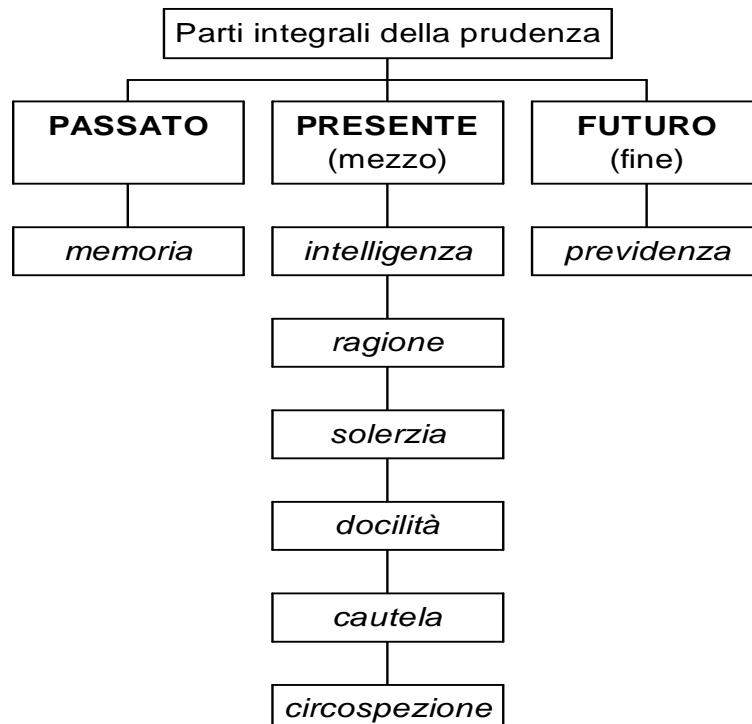 Parti integrali della prudenza
PASSATO
PRESENTE
(mezzo)
FUTURO
(fine)
memoria
intelligenza
previdenza
ragione
solerzia
docilità
cautela
circospezione